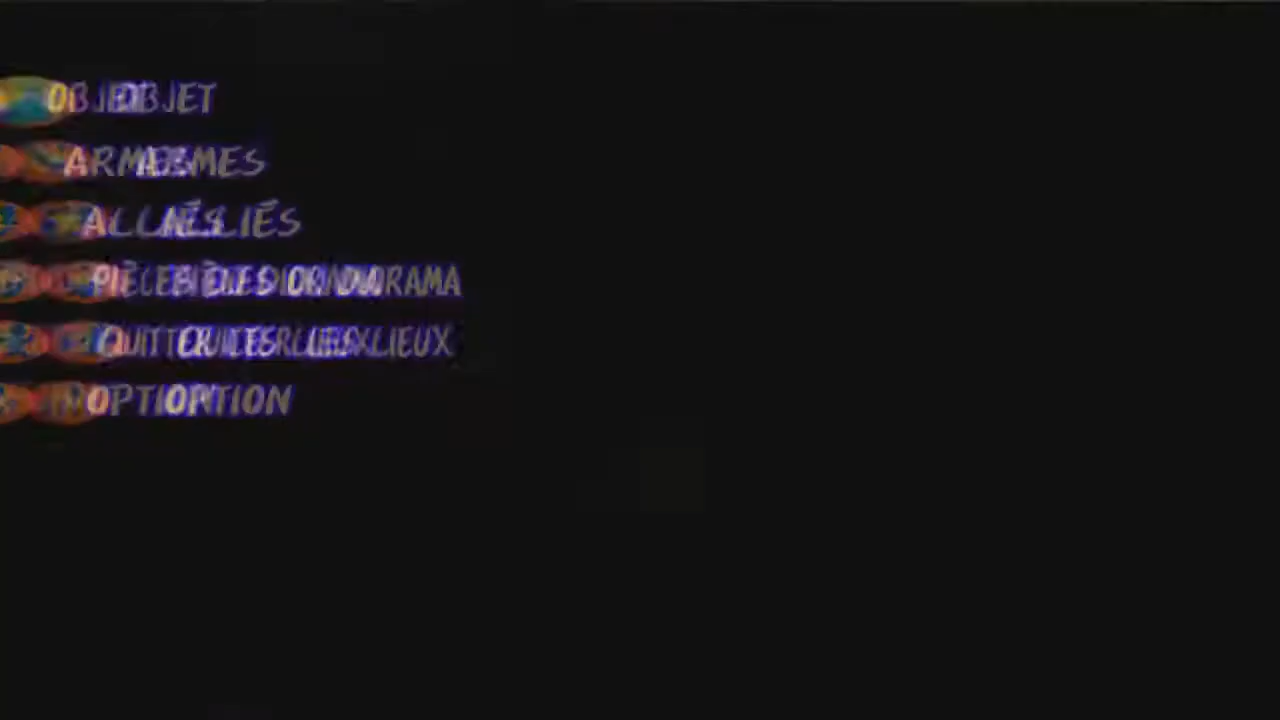 OBJET
ARMES
ALLIÉS
PIÈCES DE DIORAMA
QUITTER LES LIEUX
OPTION